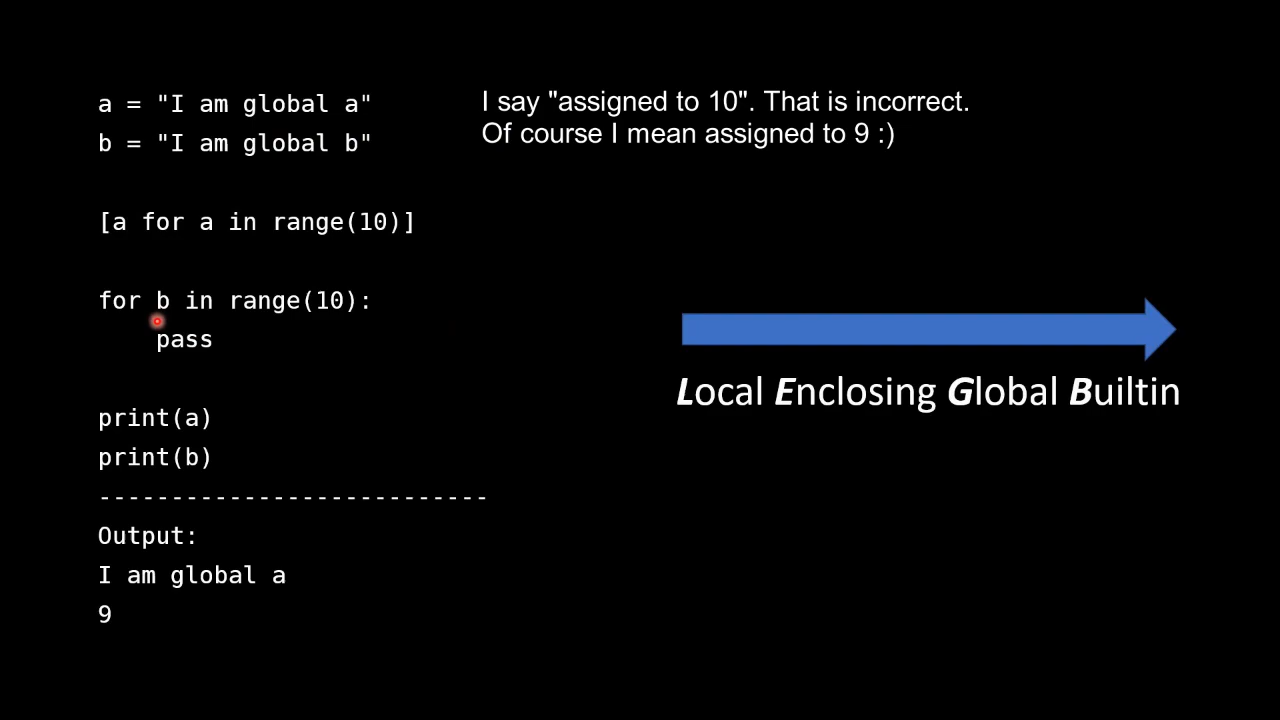 a = "I am global a"
b = "I am global b"
[a for a in range(10)]
for b in range(10):
    pass
print(a)
print(b)
---------------------------
Output:
I am global a
9
I say "assigned to 10". That is incorrect.
Of course I mean assigned to 9 :)
Local Enclosing Global Builtin